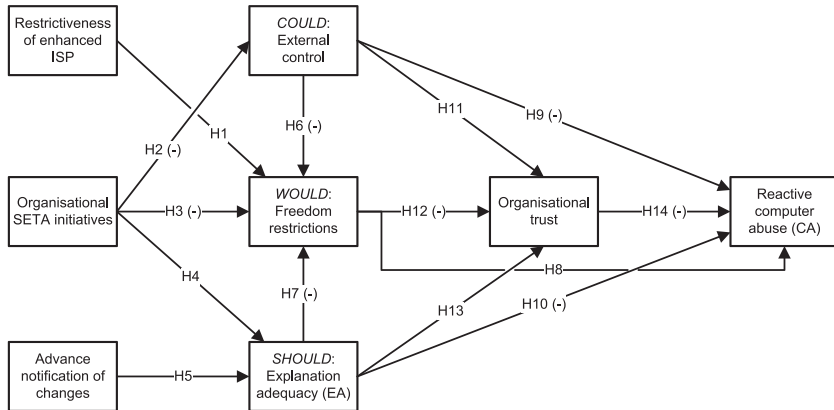 Restrictiveness
of enhanced
ISP
COULD:
External
control
H2 (-)
H1
H6 (-)
H11
H9 (-)
Organisational
SETA initiatives
H3 (-)
WOULD:
Freedom
restrictions
H12 (-)
Organisational
trust
H14 (-)
Reactive
computer
abuse (CA)
H4
H7 (-)
H13
H8
H10 (-)
Advance
notification of
changes
H5
SHOULD:
Explanation
adequacy (EA)